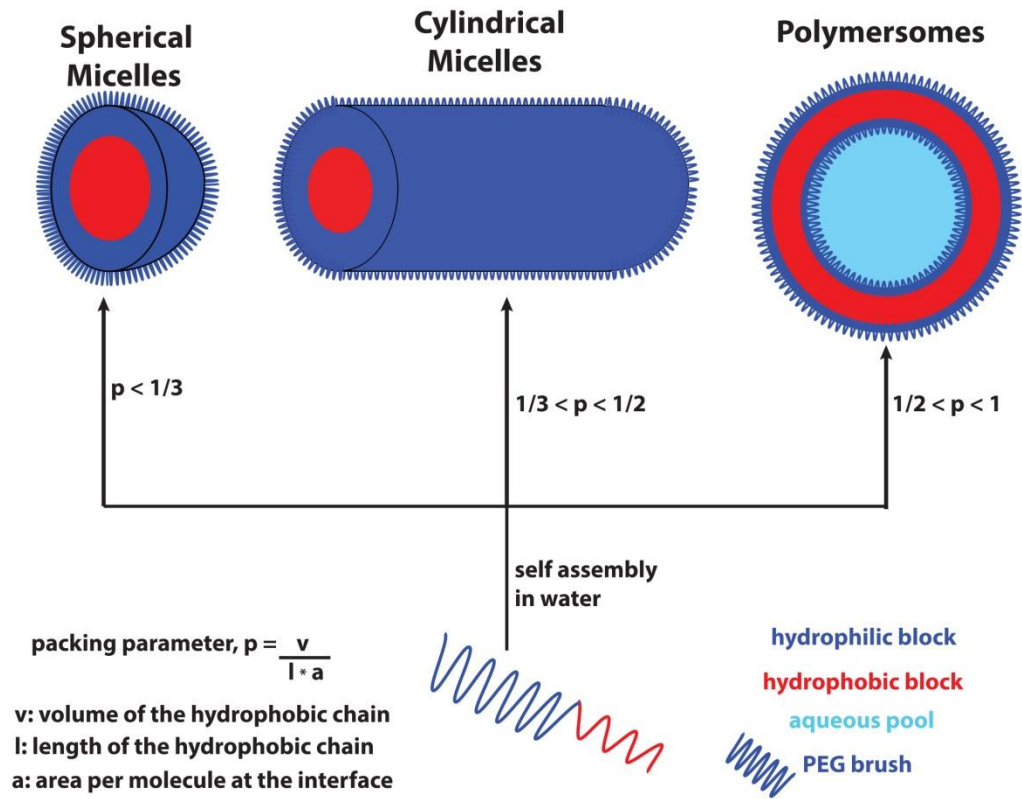 Spherical
Micelles
Cylindrical
Micelles
Polymersomes
p < 1/3
1/3 < p < 1/2
1/2 < p < 1
self assembly
in water
packing parameter, p = v
l * a
v: volume of the hydrophobic chain
l: length of the hydrophobic chain
a: area per molecule at the interface
hydrophilic block
hydrophobic block
aqueous pool
PEG brush